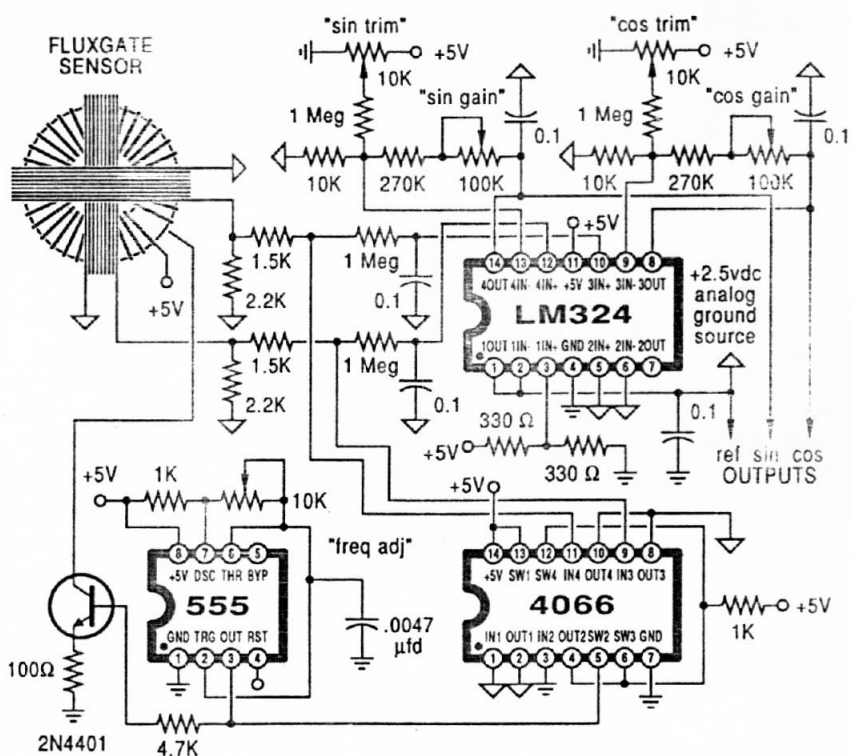 FLUXGATE
SENSOR
"sin trim"
+5V
10K
1 Meg
"sin gain"
0.1
10K
270K
100K
"cos trim"
+5V
10K
1 Meg
"cos gain"
0.1
10K
270K
100K
+5V
1.5K
1 Meg
2.2K
0.1
1.5K
1 Meg
2.2K
0.1
+5V
14 13 12 11 10 9 8
4OUT 4IN- 4IN+ +5V 3IN+ 3IN- 3OUT
LM324
1OUT 1IN- 1IN+ GND 2IN+ 2IN- 2OUT
1 2 3 4 5 6 7
+2.5vdc
analog
ground
source
330 Ω
+5V
330 Ω
0.1
ref sin cos
OUTPUTS
+5V
1K
10K
"freq adj"
8 7 6 5
+5V DSC THR BYP
555
GND TRG OUT RST
1 2 3 4
.0047
µfd
100Ω
2N4401
4.7K
+5V
14 13 12 11 10 9 8
+5V SW1 SW4 IN4 OUT4 IN3 OUT3
4066
IN1 OUT1 IN2 OUT2 SW2 SW3 GND
1 2 3 4 5 6 7
1K
+5V